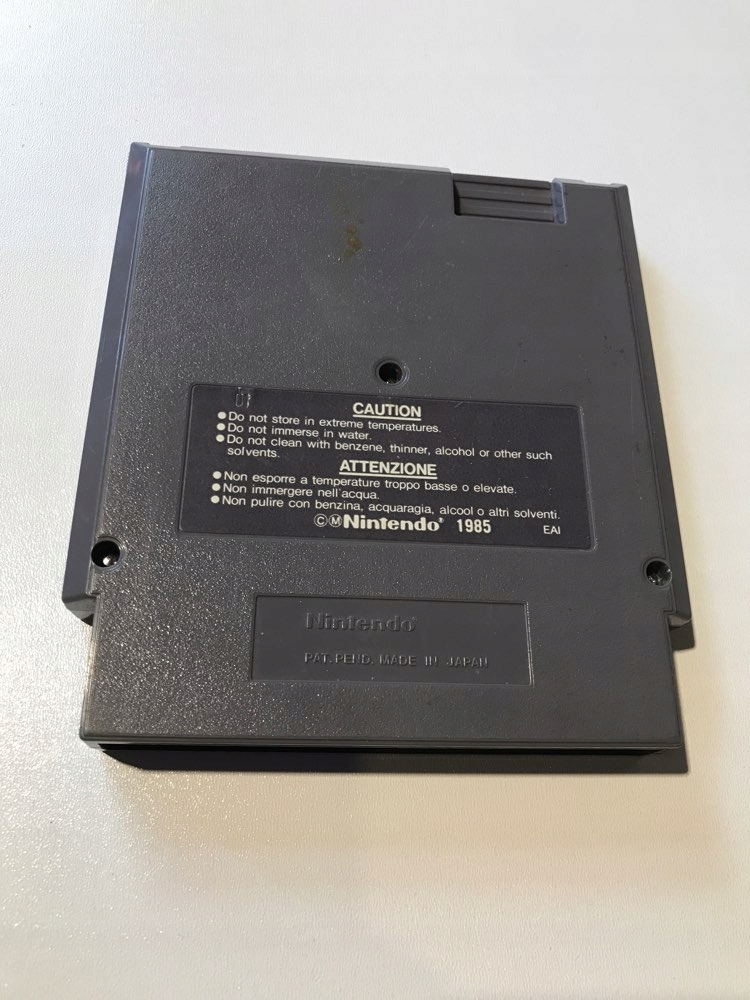 01
CAUTION
●Do not store in extreme temperatures.
●Do not immerse in water.
●Do not clean with benzene, thinner, alcohol or other such
solvents.
ATTENZIONE
●Non esporre a temperature troppo basse o elevate.
●Non immergere nell'acqua.
●Non pulire con benzina, acquaragia, alcool o altri solventi.
©ⓂNintendo® 1985 EAI
Nintendo®
PAT. PEND. MADE IN JAPAN